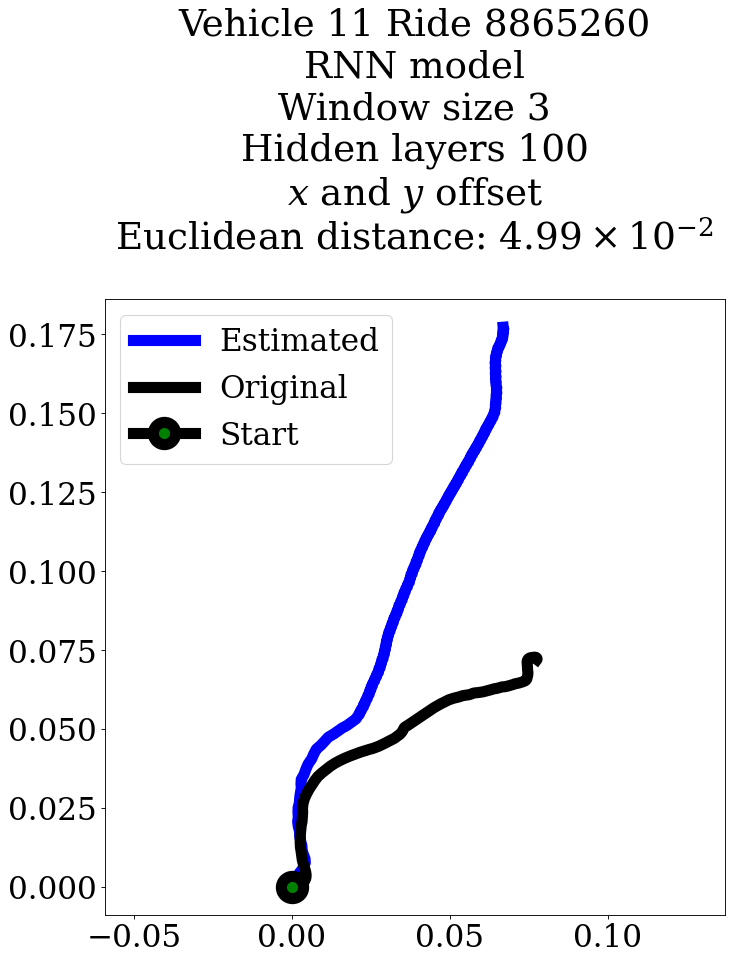 Vehicle 11 Ride 8865260
RNN model
Window size 3
Hidden layers 100
x and y offset
Euclidean distance: 4.99 × 10⁻²
Estimated
Original
Start
0.175
0.150
0.125
0.100
0.075
0.050
0.025
0.000
−0.05 0.00 0.05 0.10